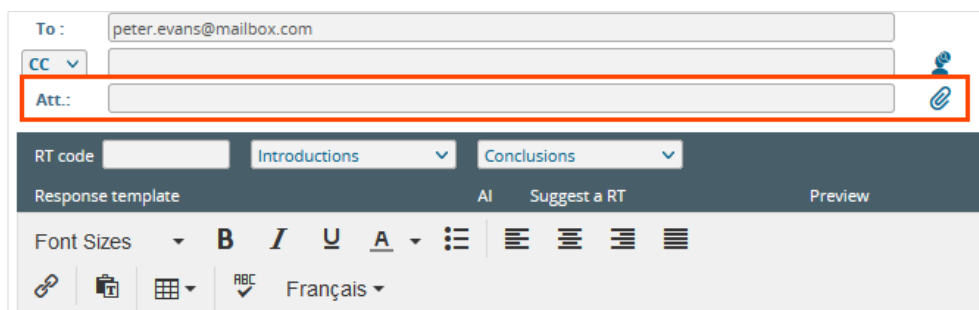 To : peter.evans@mailbox.com
CC
Att.:
RT code Introductions Conclusions
Response template AI Suggest a RT Preview
Font Sizes B I U A
ABC Français